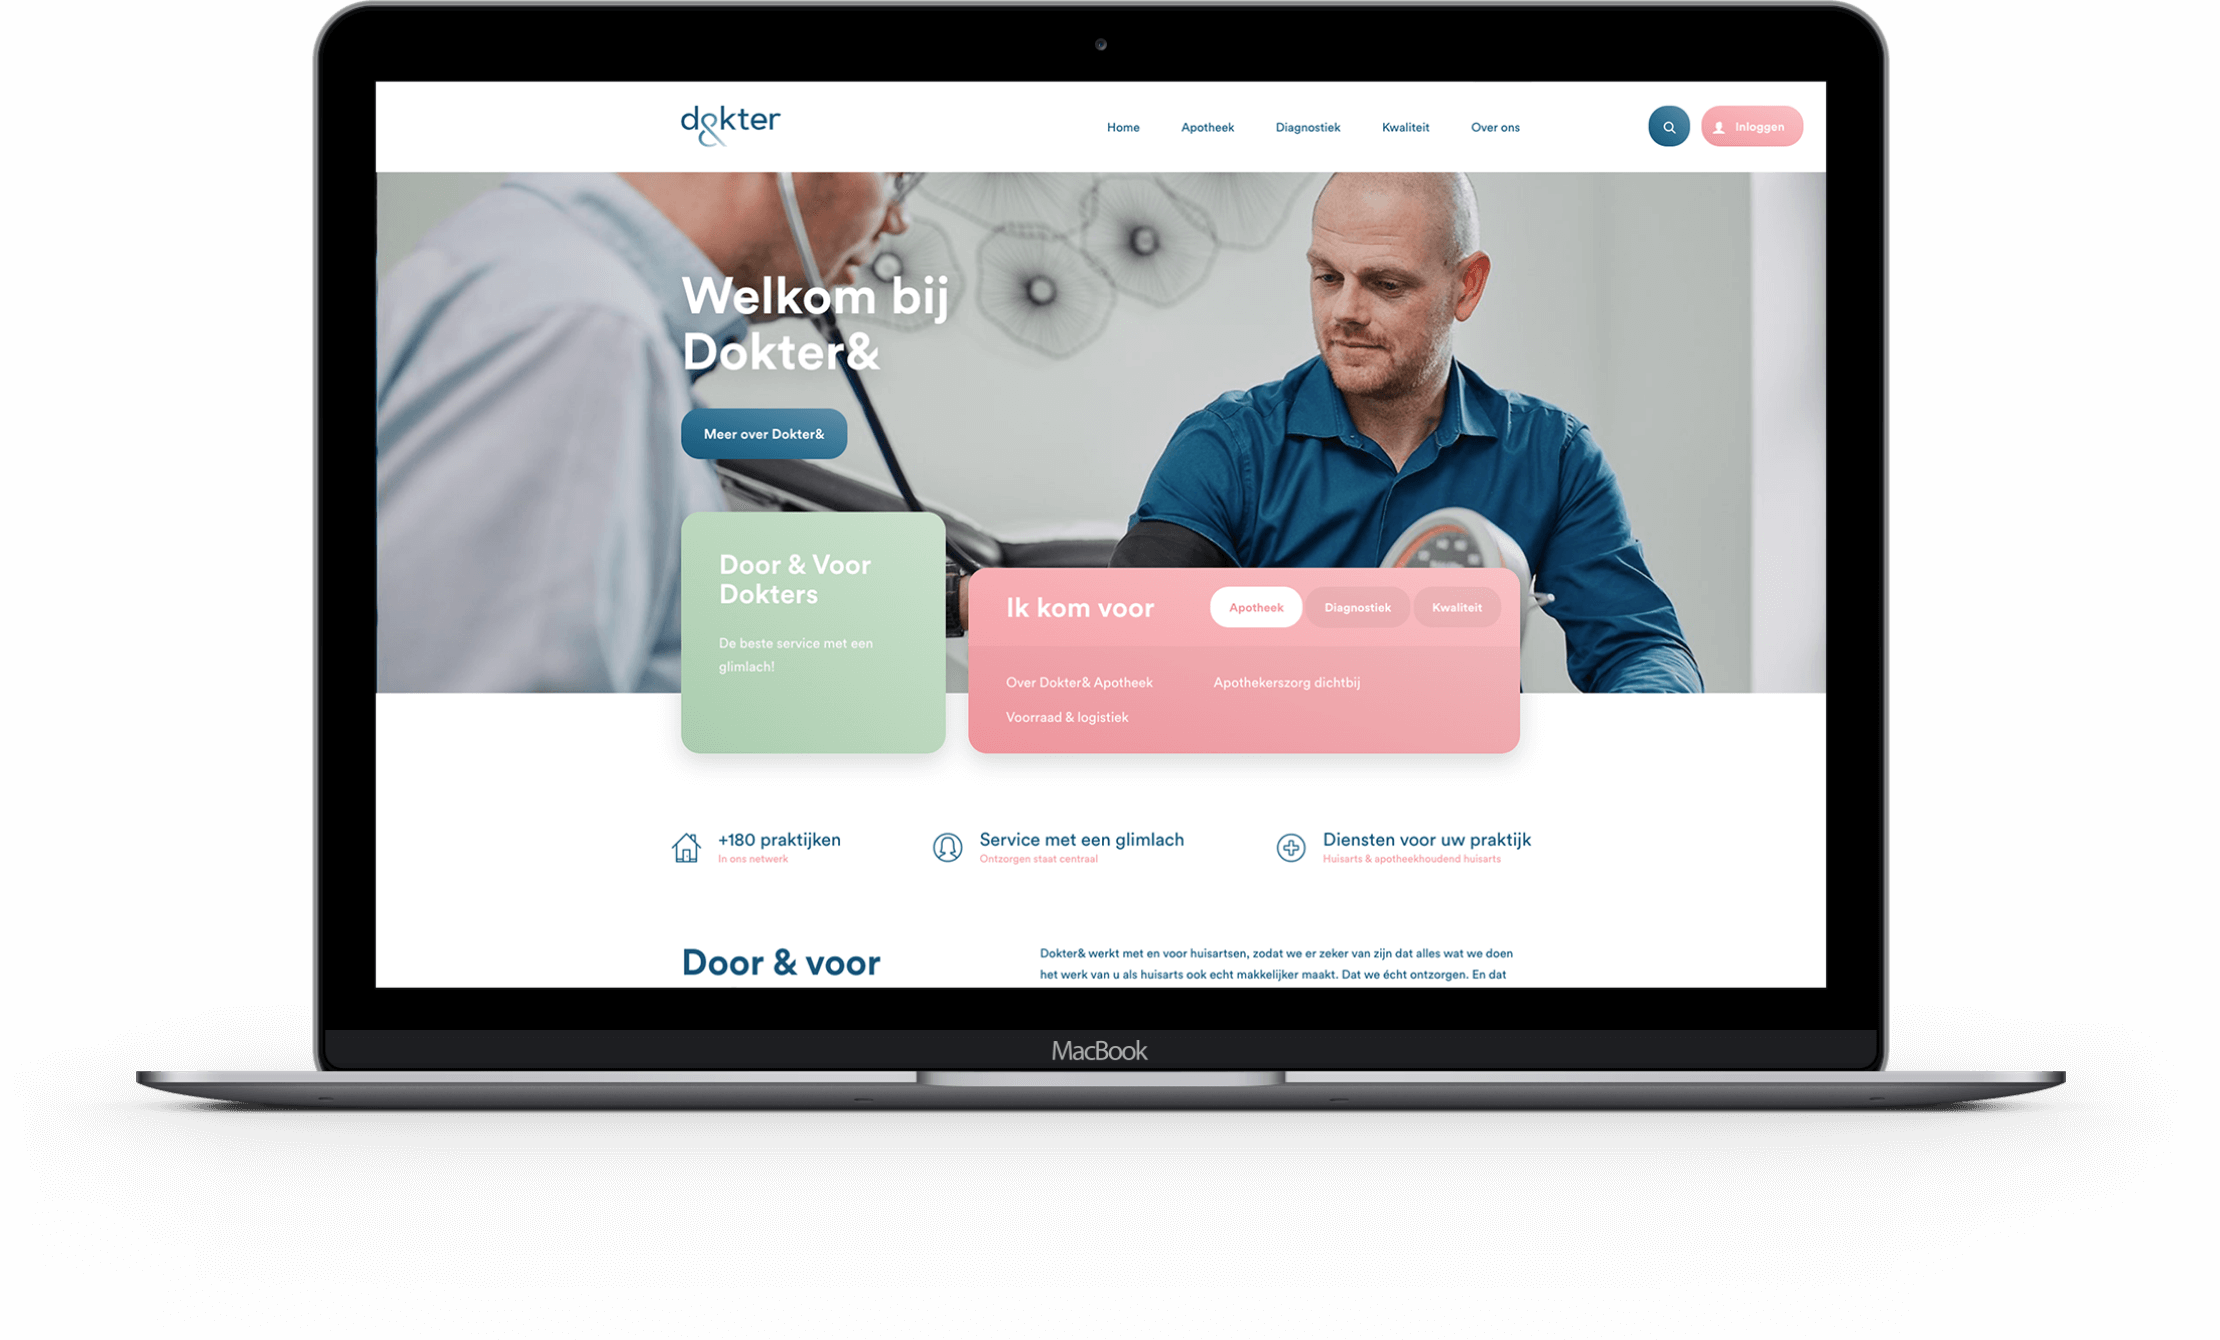 dokter
Home Apotheek Diagnostiek Kwaliteit Over ons
Inloggen
Welkom bij
Dokter&
Meer over Dokter&
Door & Voor
Dokters
De beste service met een
glimlach!
Ik kom voor
Apotheek Diagnostiek Kwaliteit
Over Dokter& Apotheek Apothekerszorg dichtbij
Voorraad & logistiek
+180 praktijken
In ons netwerk
Service met een glimlach
Ontzorgen staat centraal
Diensten voor uw praktijk
Huisarts & apotheekhoudend huisarts
Door & voor
Dokter& werkt met en voor huisartsen, zodat we er zeker van zijn dat alles wat we doen
het werk van u als huisarts ook echt makkelijker maakt. Dat we écht ontzorgen. En dat
MacBook